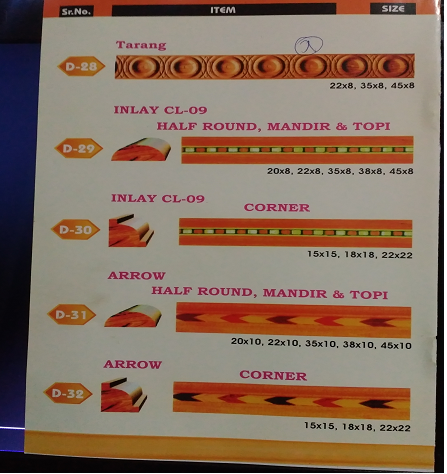 Sr.No. ITEM SIZE
Tarang
D-28
22x8, 35x8, 45x8
INLAY CL-09
HALF ROUND, MANDIR & TOPI
D-29
20x8, 22x8, 35x8, 38x8, 45x8
INLAY CL-09
CORNER
D-30
15x15, 18x18, 22x22
ARROW
HALF ROUND, MANDIR & TOPI
D-31
20x10, 22x10, 35x10, 38x10, 45x10
ARROW
CORNER
D-32
15x15, 18x18, 22x22